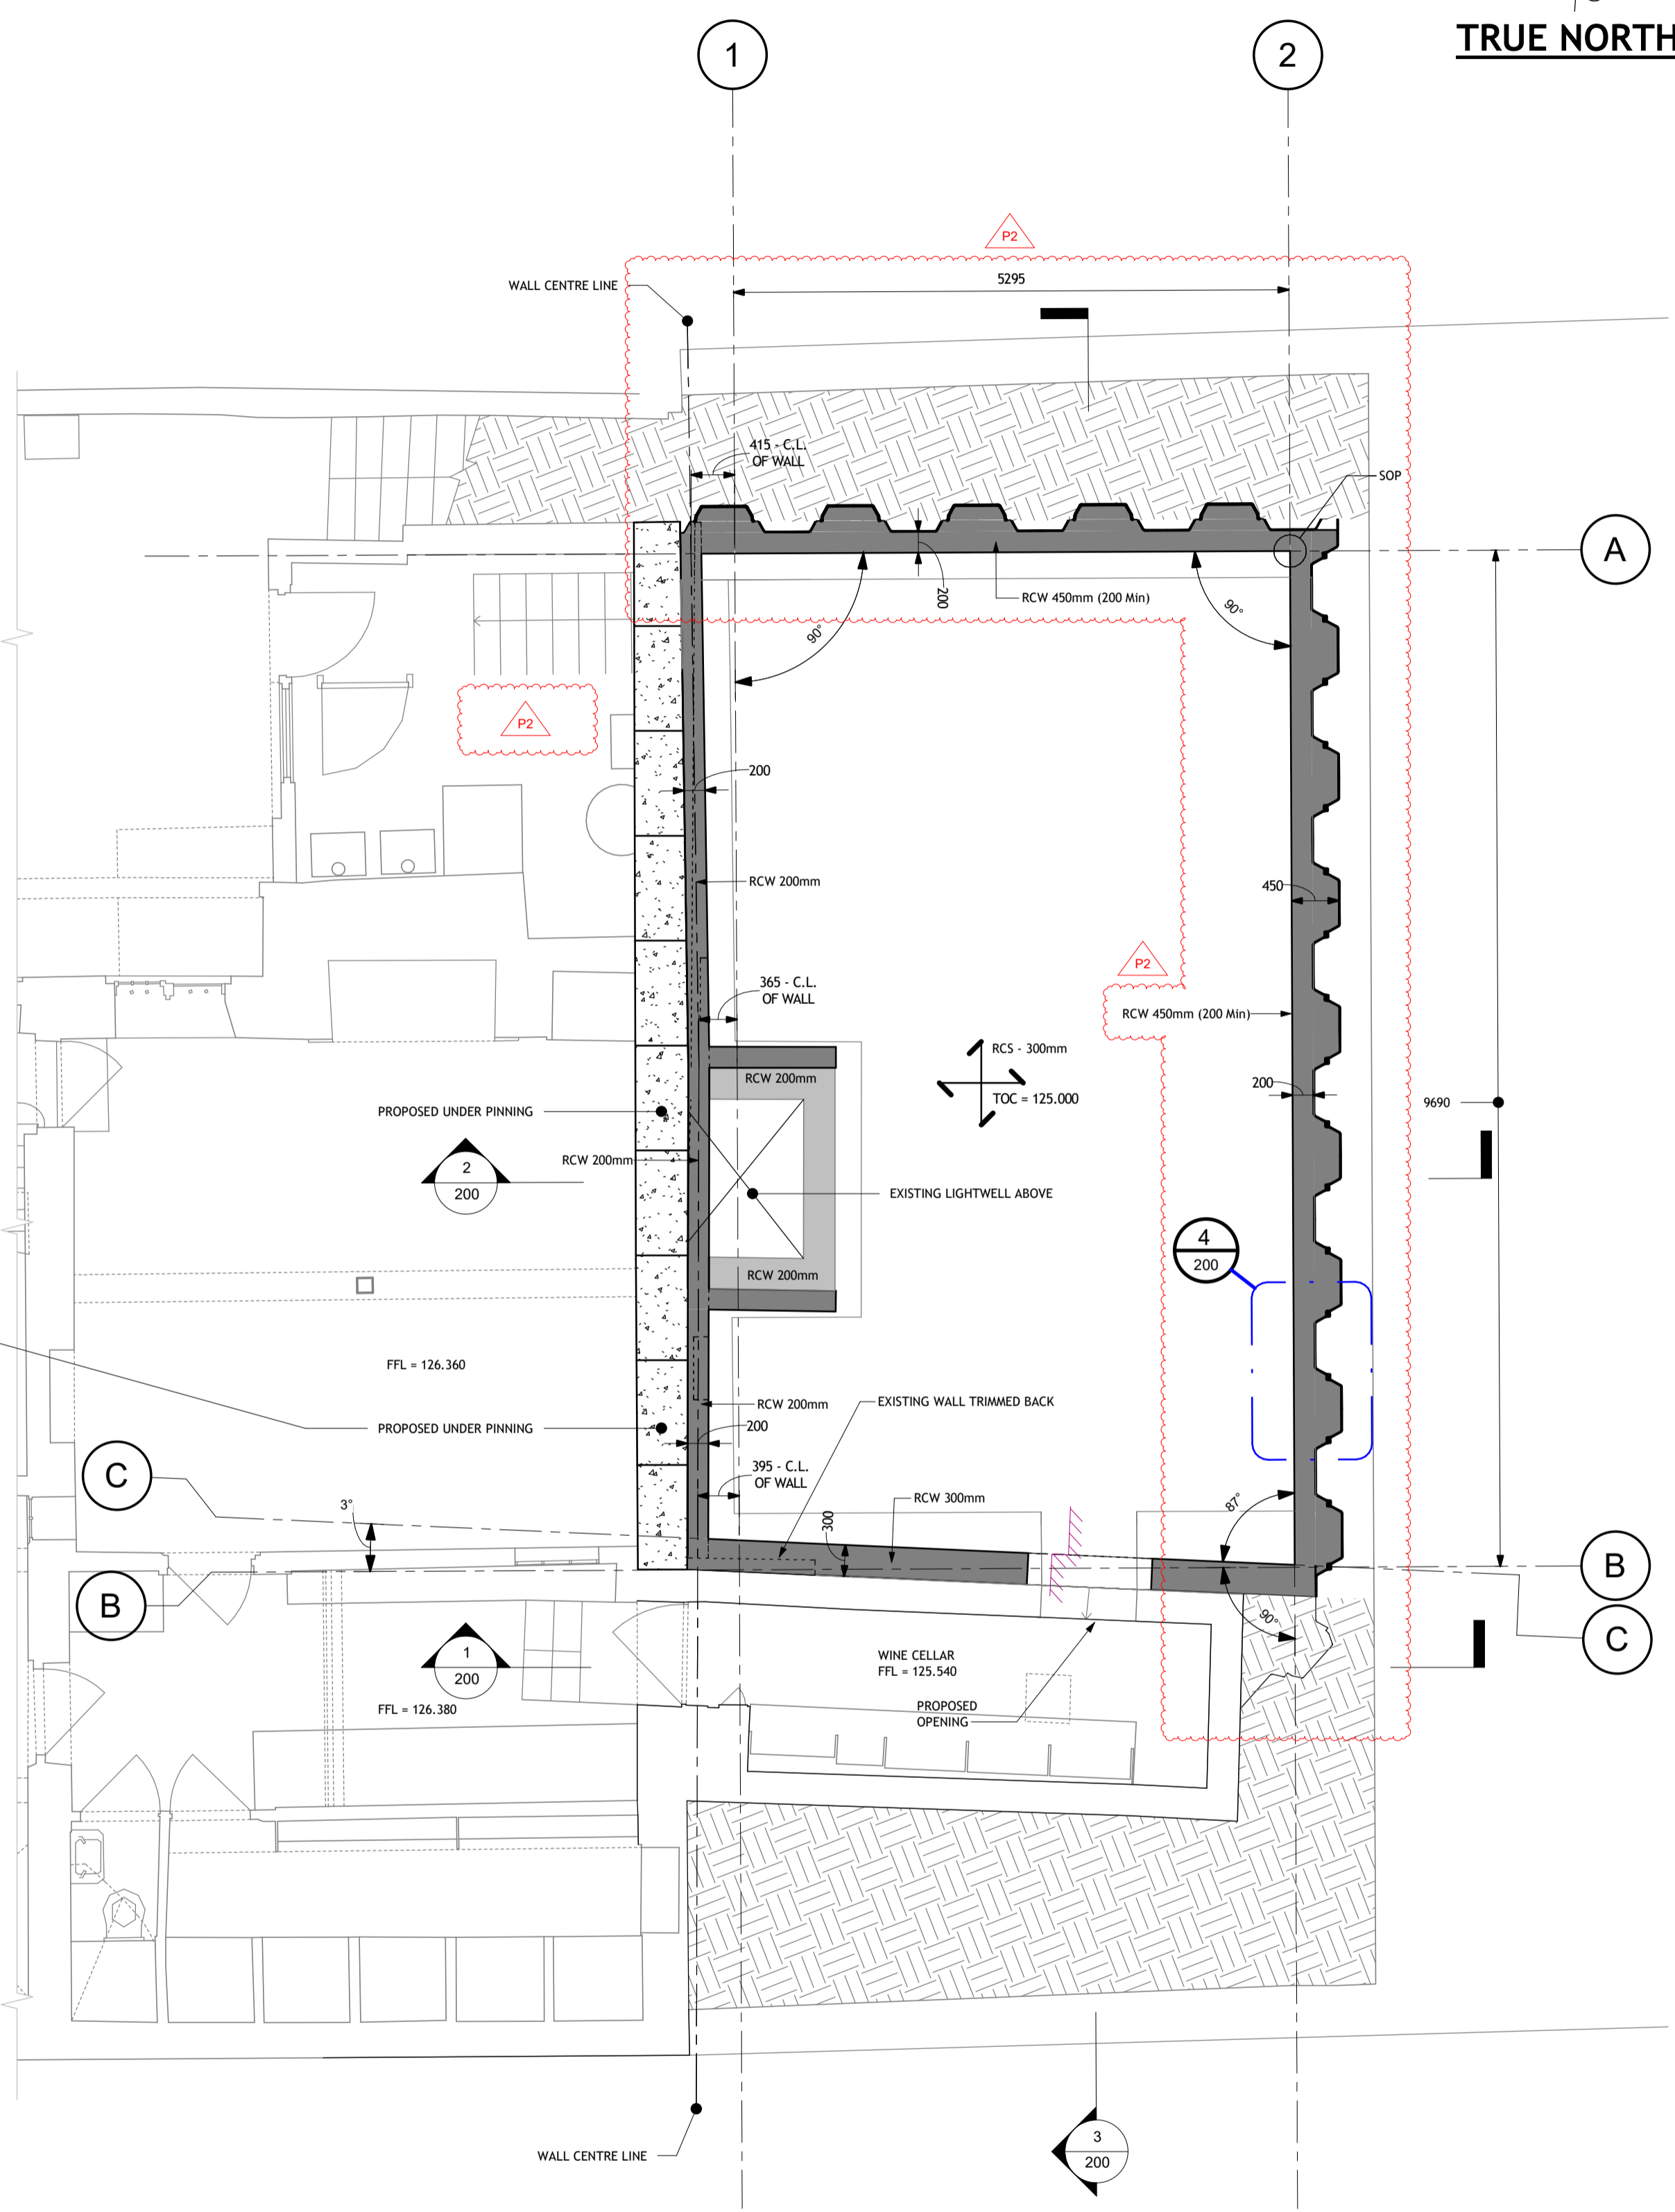 TRUE NORTH
1
2
P2
WALL CENTRE LINE
5295
415 - C.L.
OF WALL
SOP
A
200
RCW 450mm (200 Min)
90°
90°
P2
200
RCW 200mm
450
P2
365 - C.L.
OF WALL
RCW 450mm (200 Min)
RCS - 300mm
TOC = 125.000
RCW 200mm
200
9690
PROPOSED UNDER PINNING
2
200
RCW 200mm
EXISTING LIGHTWELL ABOVE
4
200
RCW 200mm
FFL = 126.360
RCW 200mm
EXISTING WALL TRIMMED BACK
PROPOSED UNDER PINNING
200
C
395 - C.L.
OF WALL
3°
RCW 300mm
300
87°
B
B
90°
C
1
200
WINE CELLAR
FFL = 125.540
FFL = 126.380
PROPOSED
OPENING
3
200
WALL CENTRE LINE